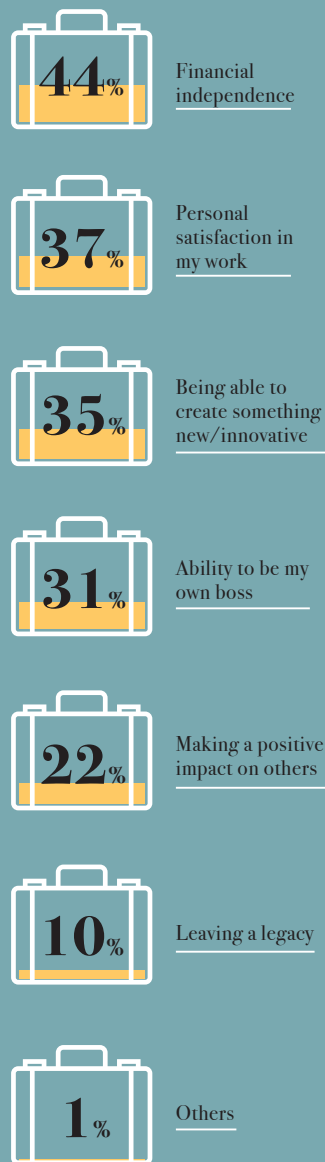 44%
Financial
independence
37%
Personal
satisfaction in
my work
35%
Being able to
create something
new/innovative
31%
Ability to be my
own boss
22%
Making a positive
impact on others
10%
Leaving a legacy
1%
Others